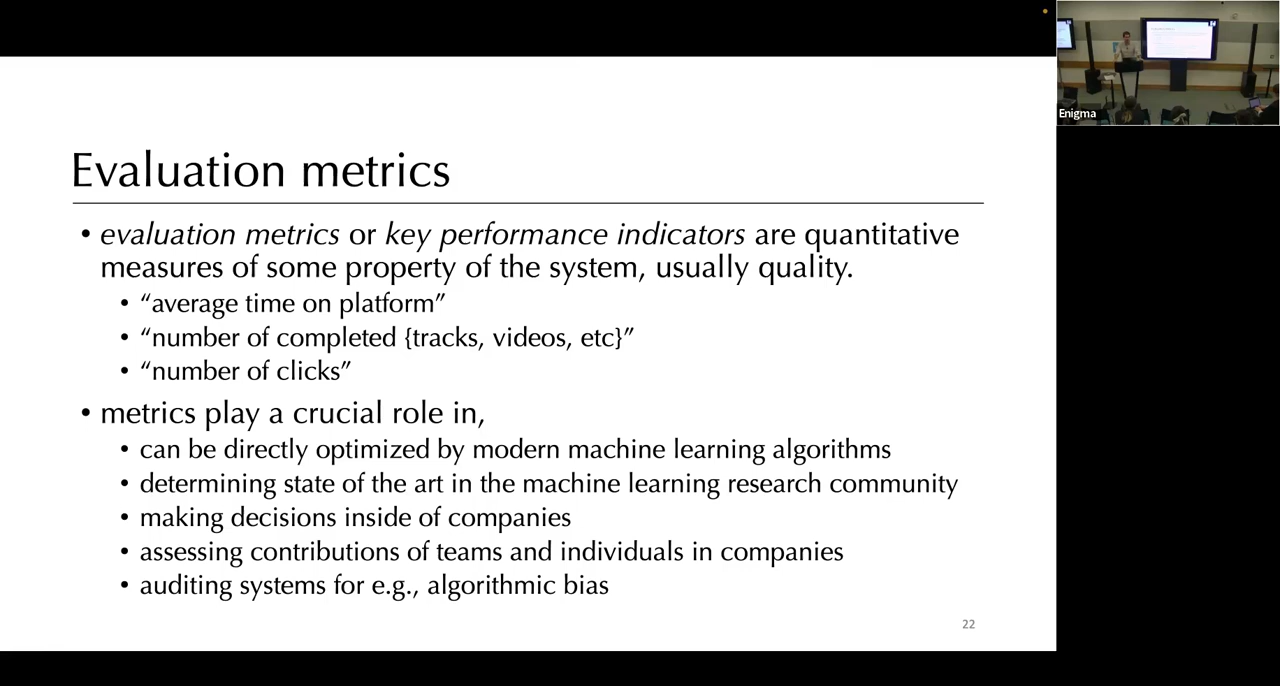 Evaluation metrics
• evaluation metrics or key performance indicators are quantitative
measures of some property of the system, usually quality.
• “average time on platform”
• “number of completed {tracks, videos, etc}”
• “number of clicks”
• metrics play a crucial role in,
• can be directly optimized by modern machine learning algorithms
• determining state of the art in the machine learning research community
• making decisions inside of companies
• assessing contributions of teams and individuals in companies
• auditing systems for e.g., algorithmic bias
22
Enigma